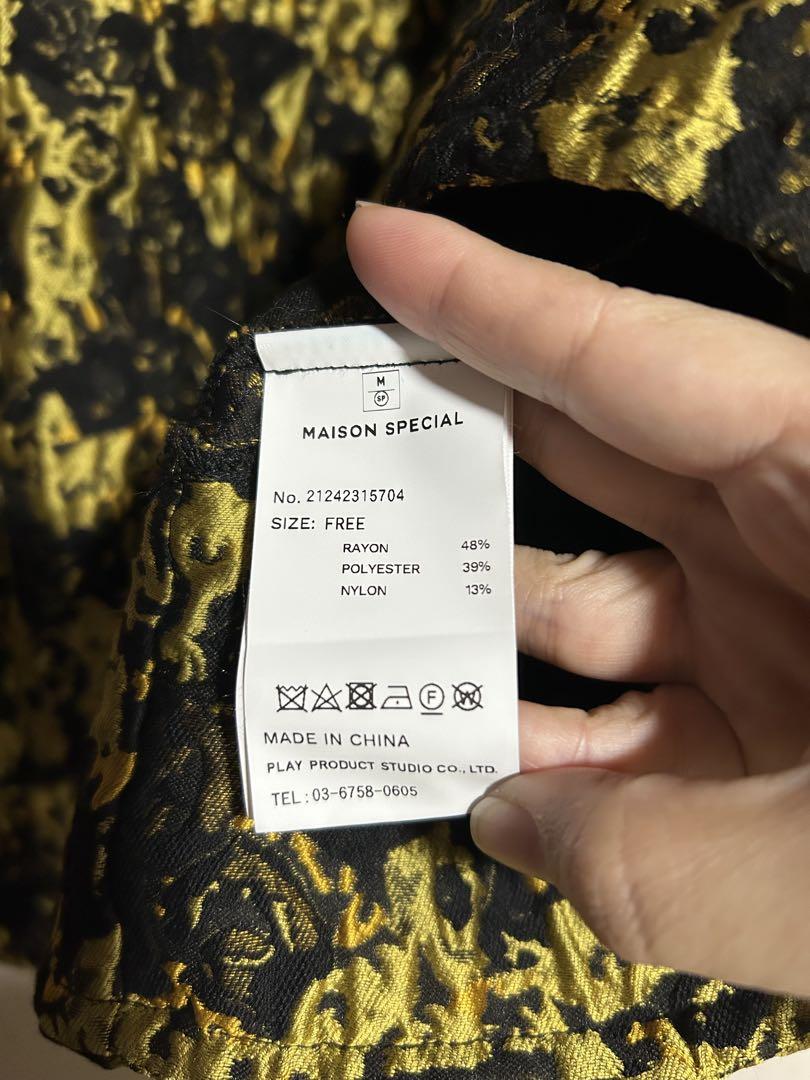 M
SP
MAISON SPECIAL
No. 21242315704
SIZE: FREE
RAYON 48%
POLYESTER 39%
NYLON 13%
F
W
MADE IN CHINA
PLAY PRODUCT STUDIO CO., LTD.
TEL : 03-6758-0605